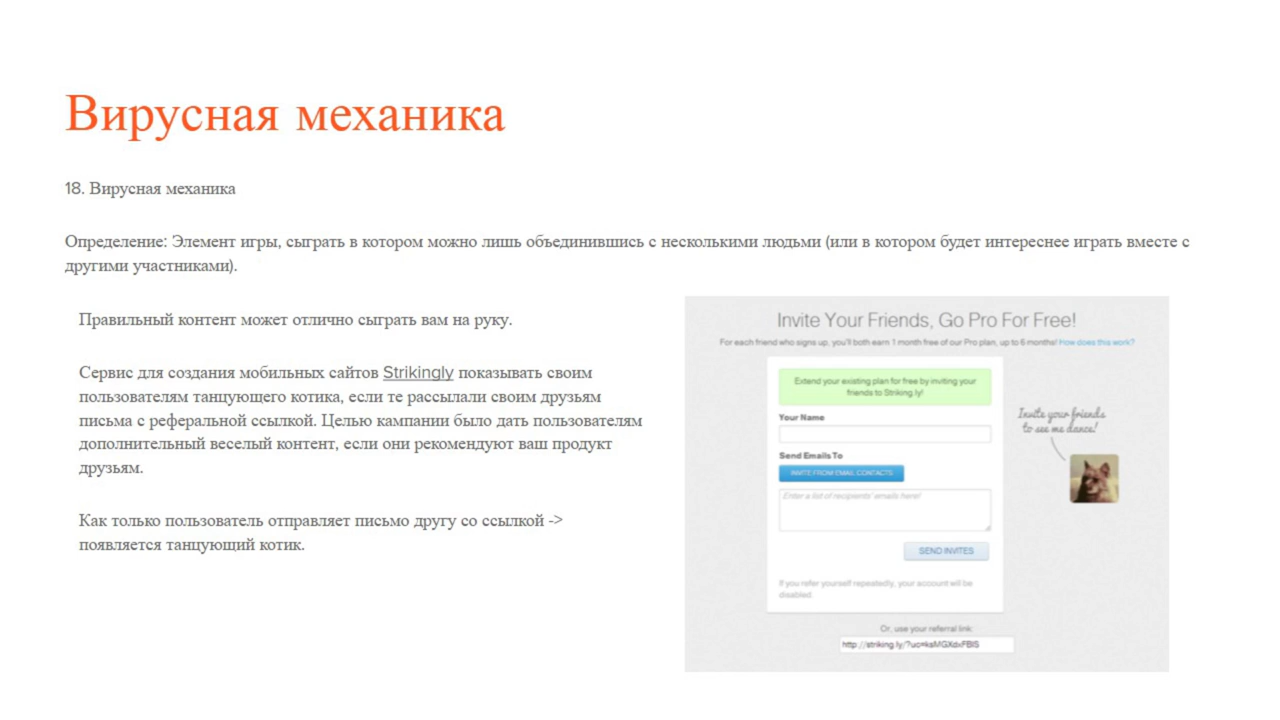 Вирусная механика
18. Вирусная механика
Определение: Элемент игры, сыграть в котором можно лишь объединившись с несколькими людьми (или в котором будет интереснее играть вместе с
другими участниками).
Правильный контент может отлично сыграть вам на руку.
Сервис для создания мобильных сайтов Strikingly показывать своим
пользователям танцующего котика, если те рассылали своим друзьям
письма с реферальной ссылкой. Целью кампании было дать пользователям
дополнительный веселый контент, если они рекомендуют ваш продукт
друзьям.
Как только пользователь отправляет письмо другу со ссылкой ->
появляется танцующий котик.
Invite Your Friends, Go Pro For Free!
For each friend who signs up, you'll both earn 1 month free of our Pro plan, up to 6 months! How does this work?
Extend your existing plan for free by inviting your
friends to Striking.ly!
Your Name
Send Emails To
INVITE FROM EMAIL CONTACTS
Enter a list of recipients' emails here!
SEND INVITES
If you refer yourself repeatedly, your account will be
disabled.
Invite your friends
to see me dance!
Or, use your referral link: